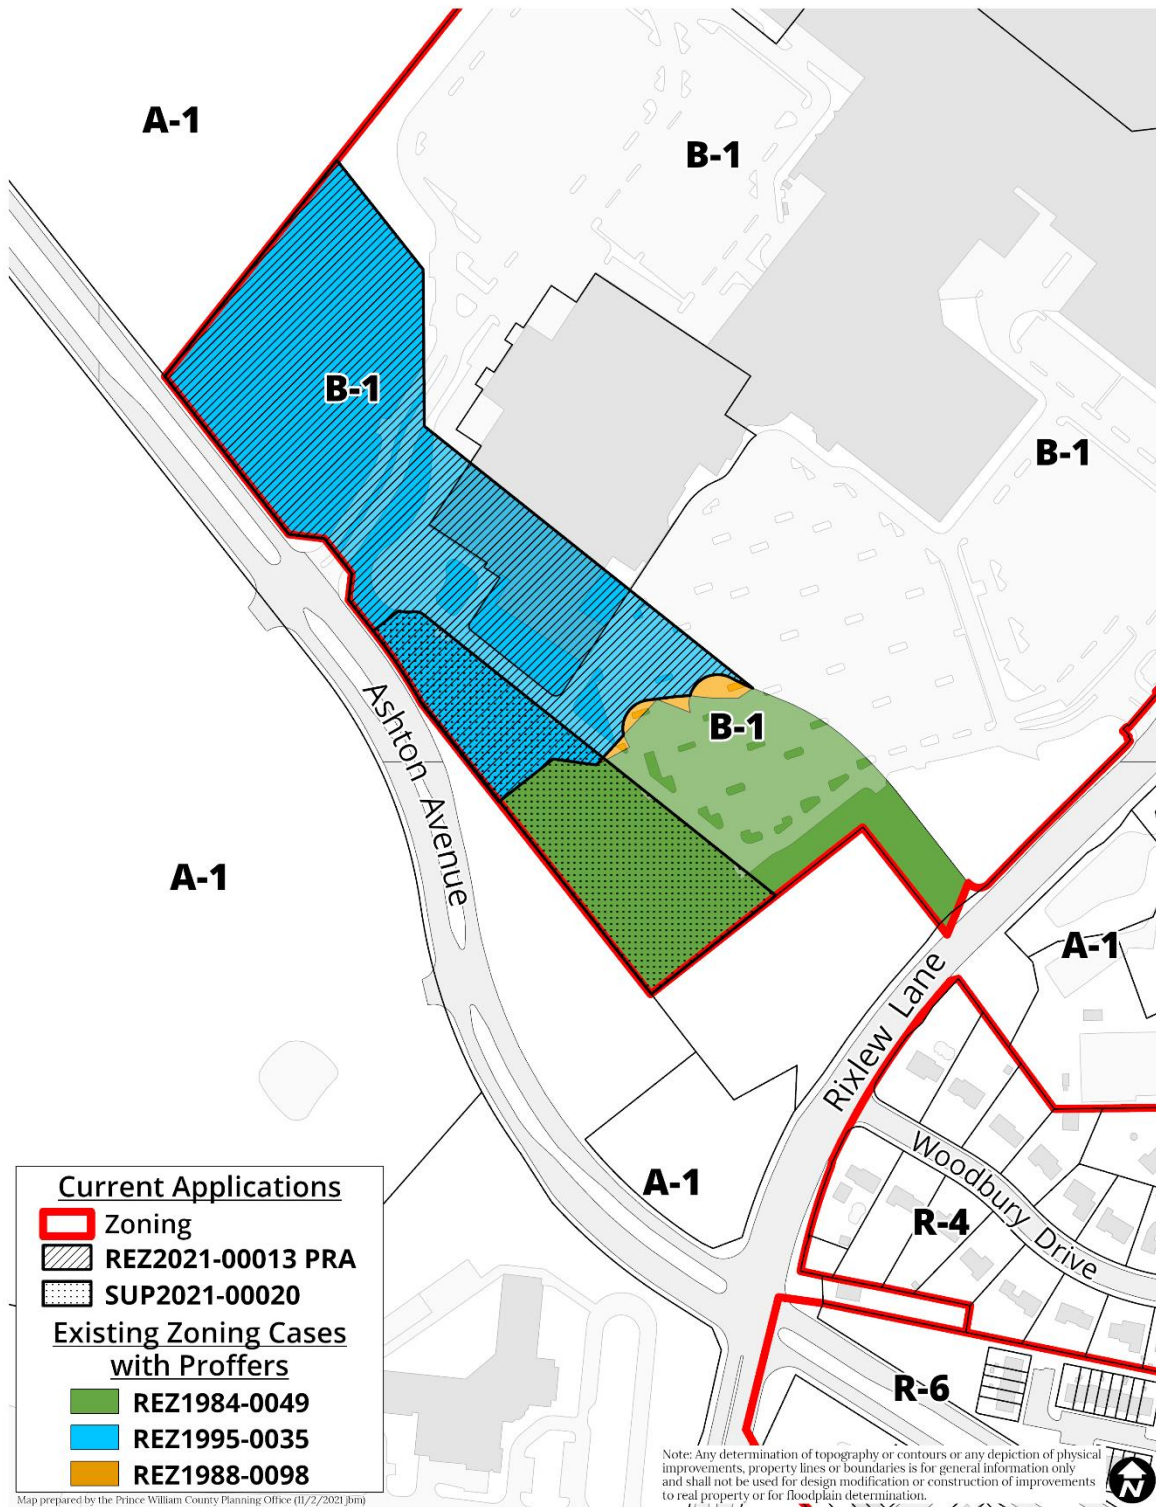 A-1
B-1
B-1
B-1
B-1
Ashton Avenue
A-1
A-1
Rixlew Lane
Woodbury Drive
A-1
R-4
R-6
Current Applications
Zoning
REZ2021-00013 PRA
SUP2021-00020
Existing Zoning Cases
with Proffers
REZ1984-0049
REZ1995-0035
REZ1988-0098
Map prepared by the Prince William County Planning Office (11/2/2021 jbm)
Note: Any determination of topography or contours or any depiction of physical
improvements, property lines or boundaries is for general information only
and shall not be used for design modification or construction of improvements
to real property or for floodplain determination.
N